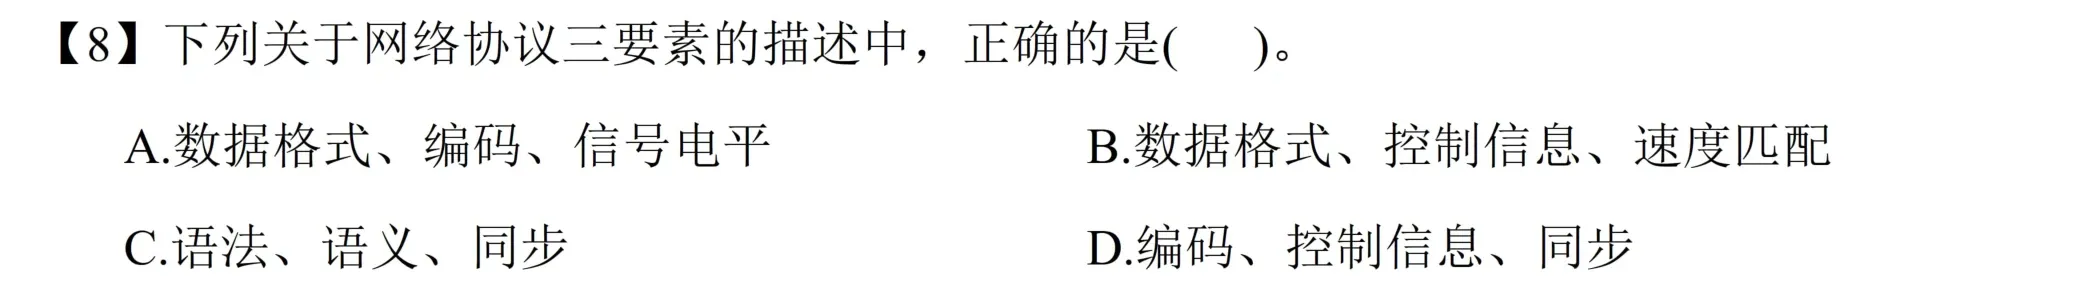 【8】下列关于网络协议三要素的描述中，正确的是(    )。
A.数据格式、编码、信号电平    B.数据格式、控制信息、速度匹配
C.语法、语义、同步    D.编码、控制信息、同步